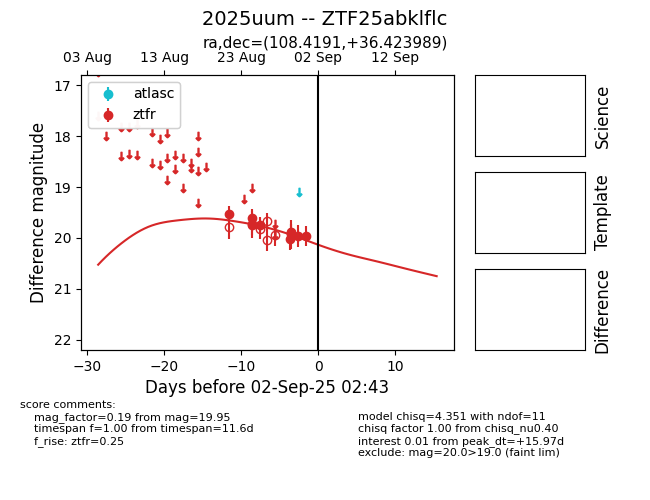 2025uum -- ZTF25abklflc
ra,dec=(108.4191,+36.423989)
03 Aug 13 Aug 23 Aug 02 Sep 12 Sep
atlasc
ztfr
17
18
19
20
21
22
Difference magnitude
−30 −20 −10 0 10
Days before 02-Sep-25 02:43
Science
Template
Difference
score comments:
mag_factor=0.19 from mag=19.95
timespan f=1.00 from timespan=11.6d
f_rise: ztfr=0.25
model chisq=4.351 with ndof=11
chisq factor 1.00 from chisq_nu0.40
interest 0.01 from peak_dt=+15.97d
exclude: mag=20.0>19.0 (faint lim)